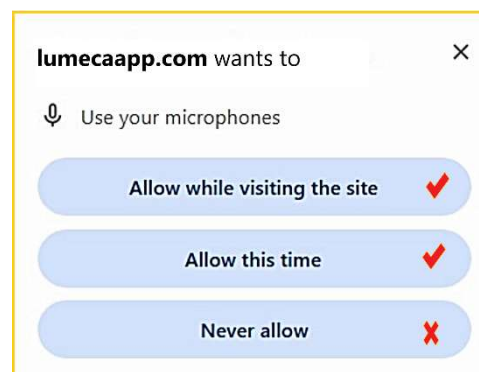 lumecaapp.com wants to
Use your microphones
Allow while visiting the site
Allow this time
Never allow